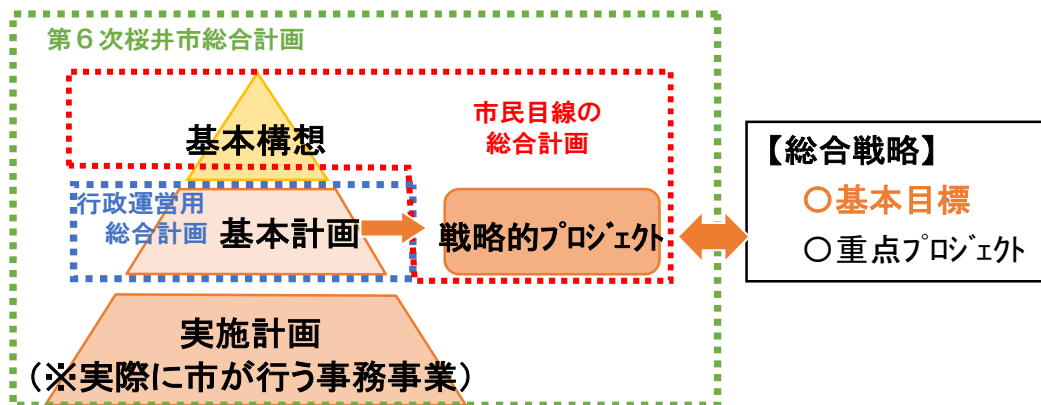 第６次桜井市総合計画
市民目線の
総合計画
基本構想
行政運営用
総合計画
基本計画
戦略的ﾌﾟﾛｼﾞｪｸﾄ
実施計画
（※実際に市が行う事務事業）
【総合戦略】
〇基本目標
〇重点ﾌﾟﾛｼﾞｪｸﾄ